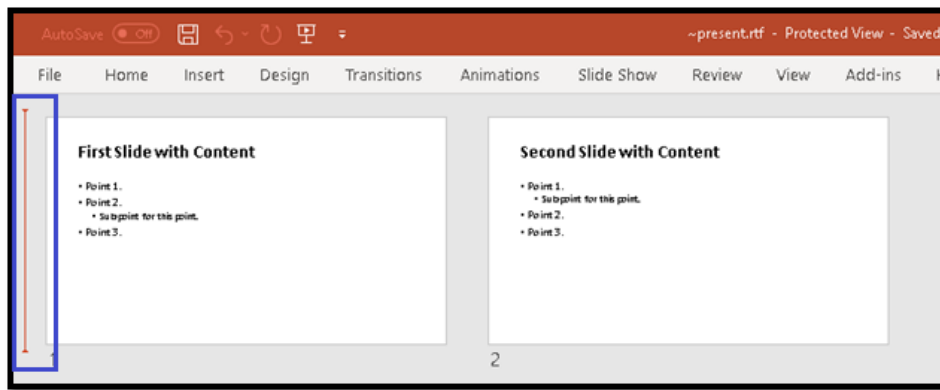 AutoSave Off ~present.rtf - Protected View - Saved
File Home Insert Design Transitions Animations Slide Show Review View Add-ins
First Slide with Content
• Point 1.
• Point 2.
• Subpoint for this point.
• Point 3.
1
Second Slide with Content
• Point 1.
• Subpoint for this point.
• Point 2.
• Point 3.
2